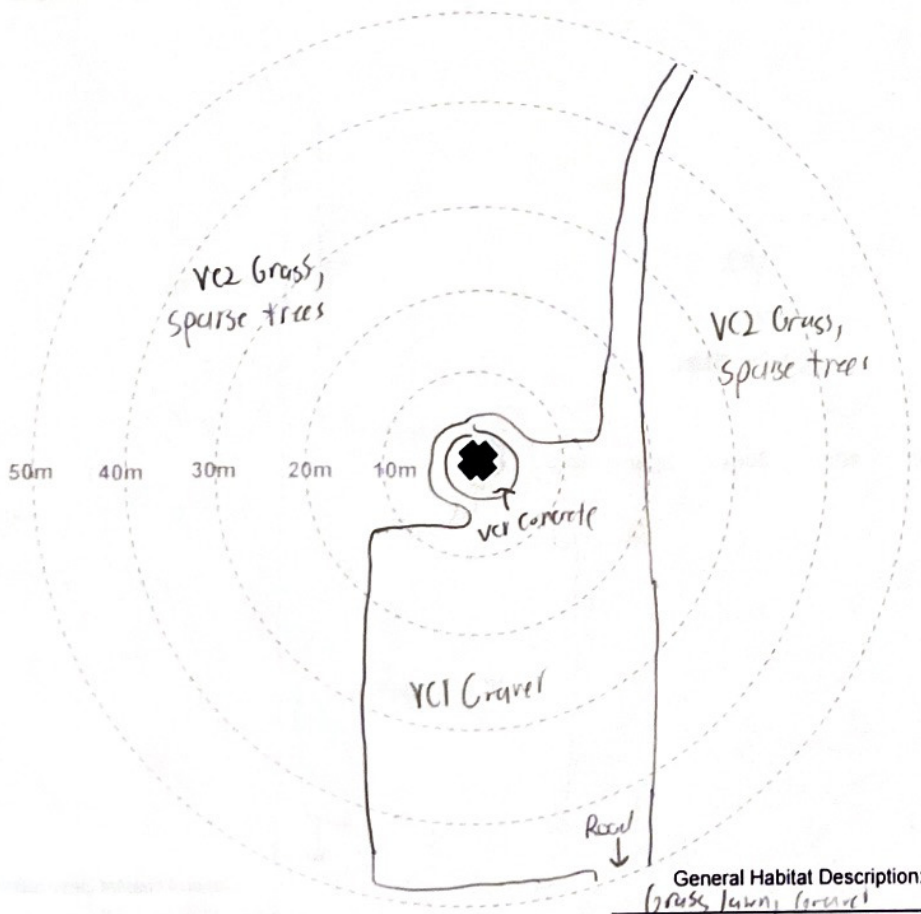 VC2 Grass,
sparse trees
VC2 Grass,
sparse trees
50m 40m 30m 20m 10m
VC1 Concrete
VC1 Gravel
Road
General Habitat Description:
Grass, lawn, Gravel